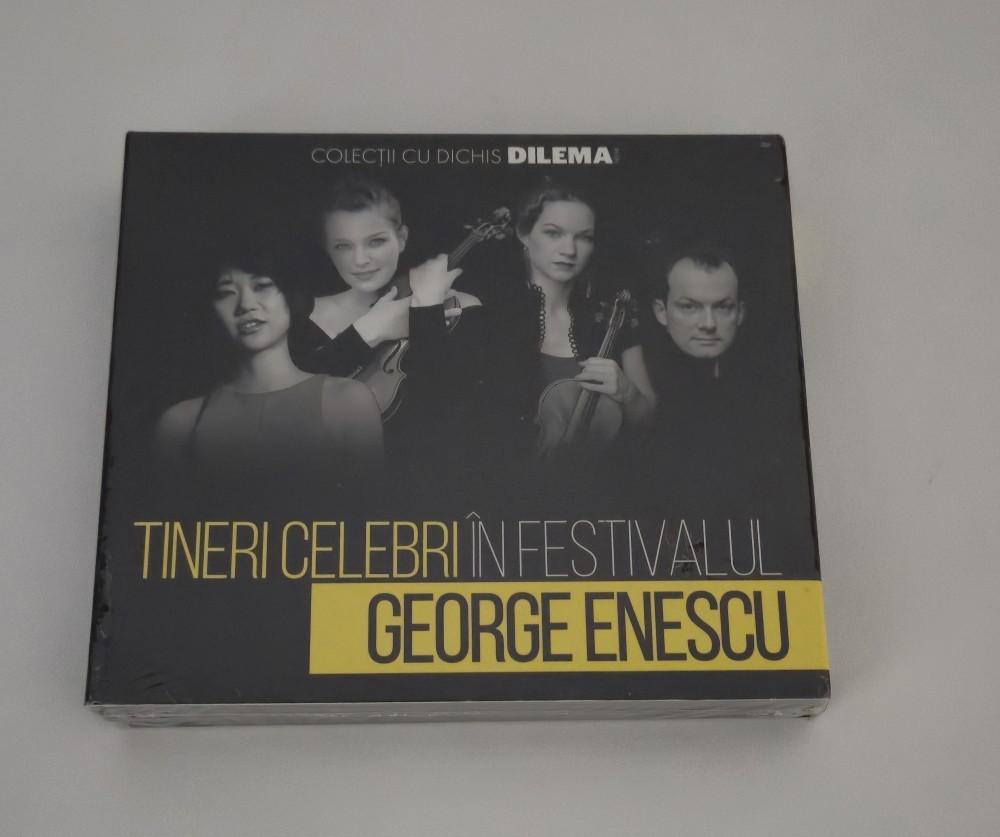 COLECȚII CU DICHIS DILEMA
TINERI CELEBRI ÎN FESTIVALUL
GEORGE ENESCU